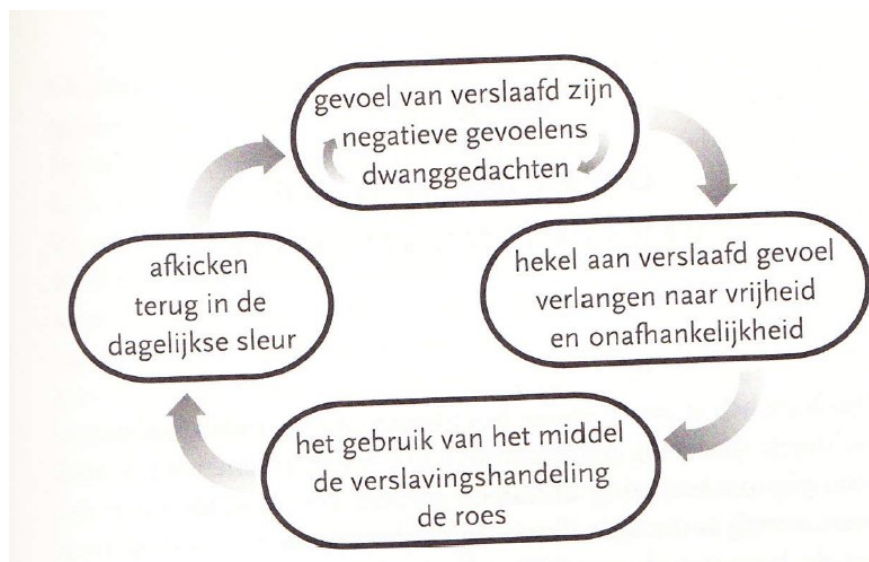 gevoel van verslaafd zijn
negatieve gevoelens
dwanggedachten
hekel aan verslaafd gevoel
verlangen naar vrijheid
en onafhankelijkheid
het gebruik van het middel
de verslavingshandeling
de roes
afkicken
terug in de
dagelijkse sleur